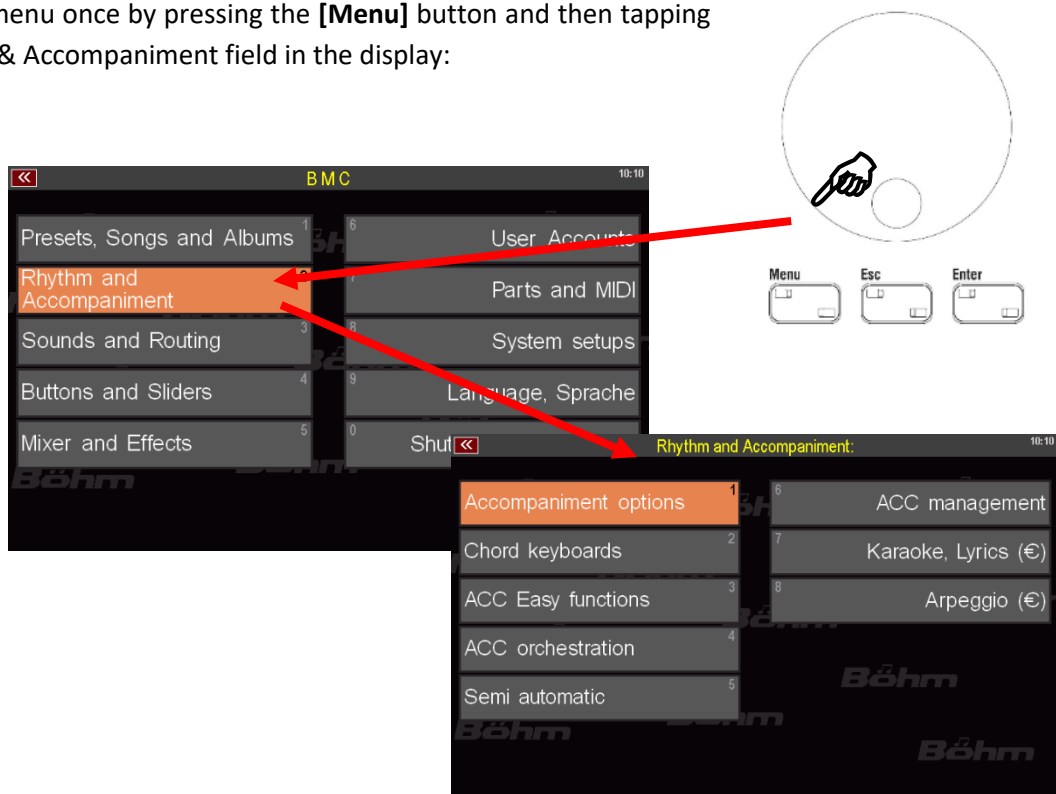 menu once by pressing the [Menu] button and then tapping
& Accompaniment field in the display:
BMC
10:10
Presets, Songs and Albums 1
Rhythm and
Accompaniment
Sounds and Routing 3
Buttons and Sliders 4
Mixer and Effects 5
6 User Accounts
7 Parts and MIDI
8 System setups
9 Language, Sprache
0 Shut
Böhm
Menu Esc Enter
Rhythm and Accompaniment:
10:10
Accompaniment options 1
Chord keyboards 2
ACC Easy functions 3
ACC orchestration 4
Semi automatic 5
6 ACC management
7 Karaoke, Lyrics (€)
8 Arpeggio (€)
Böhm
Böhm
Böhm